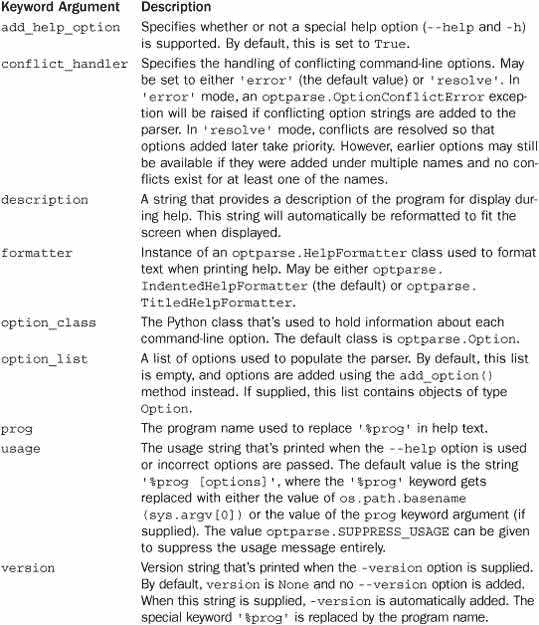 Keyword Argument Description
add_help_option Specifies whether or not a special help option (--help and -h)
is supported. By default, this is set to True.
conflict_handler Specifies the handling of conflicting command-line options. May
be set to either 'error' (the default value) or 'resolve'. In
'error' mode, an optparse.OptionConflictError excep-
tion will be raised if conflicting option strings are added to the
parser. In 'resolve' mode, conflicts are resolved so that
options added later take priority. However, earlier options may still
be available if they were added under multiple names and no con-
flicts exist for at least one of the names.
description A string that provides a description of the program for display dur-
ing help. This string will automatically be reformatted to fit the
screen when displayed.
formatter Instance of an optparse.HelpFormatter class used to format
text when printing help. May be either optparse.
IndentedHelpFormatter (the default) or optparse.
TitledHelpFormatter.
option_class The Python class that's used to hold information about each
command-line option. The default class is optparse.Option.
option_list A list of options used to populate the parser. By default, this list
is empty, and options are added using the add_option()
method instead. If supplied, this list contains objects of type
Option.
prog The program name used to replace '%prog' in help text.
usage The usage string that's printed when the --help option is used
or incorrect options are passed. The default value is the string
'%prog [options]', where the '%prog' keyword gets
replaced with either the value of os.path.basename
(sys.argv[0]) or the value of the prog keyword argument (if
supplied). The value optparse.SUPPRESS_USAGE can be given
to suppress the usage message entirely.
version Version string that's printed when the -version option is supplied.
By default, version is None and no --version option is added.
When this string is supplied, -version is automatically added. The
special keyword '%prog' is replaced by the program name.